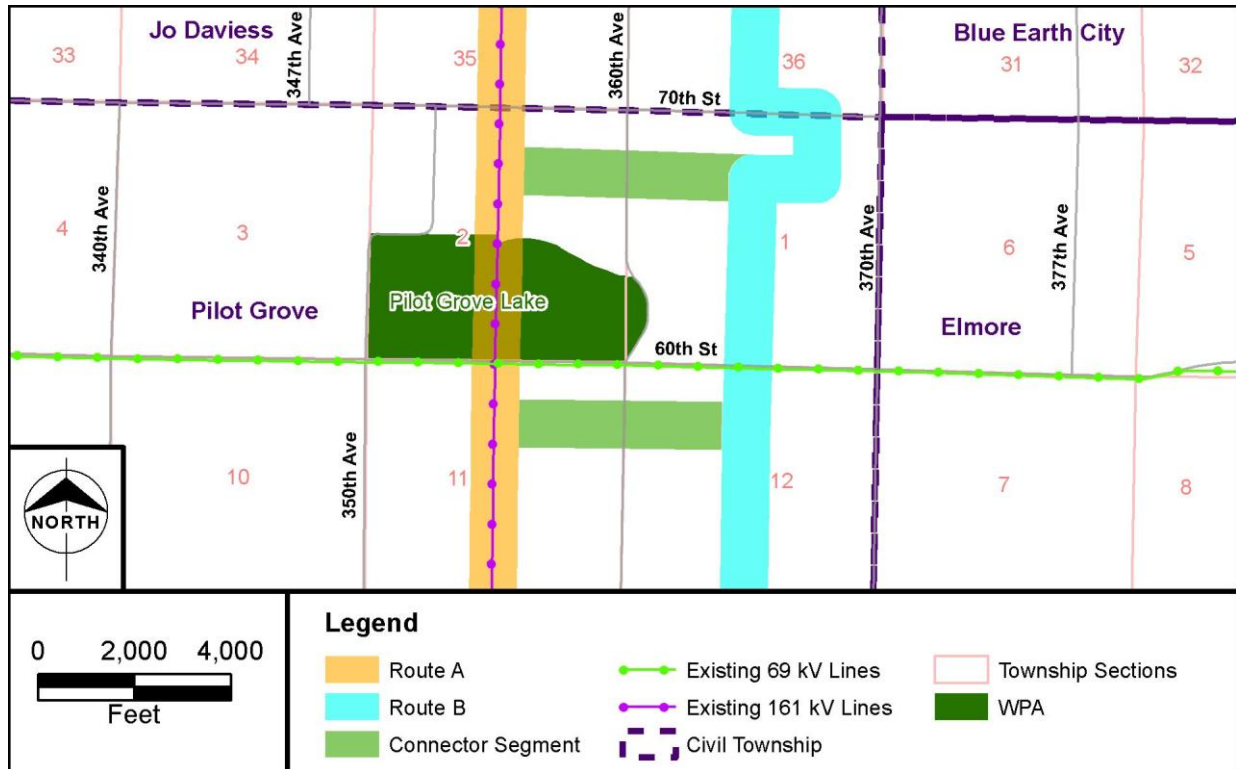 Jo Daviess
Blue Earth City
33
34
347th Ave
35
360th Ave
36
31
32
70th St
4
340th Ave
3
2
1
370th Ave
6
377th Ave
5
Pilot Grove Lake
Pilot Grove
Elmore
60th St
350th Ave
10
11
12
7
8
NORTH
0 2,000 4,000
Feet
Legend
Route A
Route B
Connector Segment
Existing 69 kV Lines
Existing 161 kV Lines
Civil Township
Township Sections
WPA